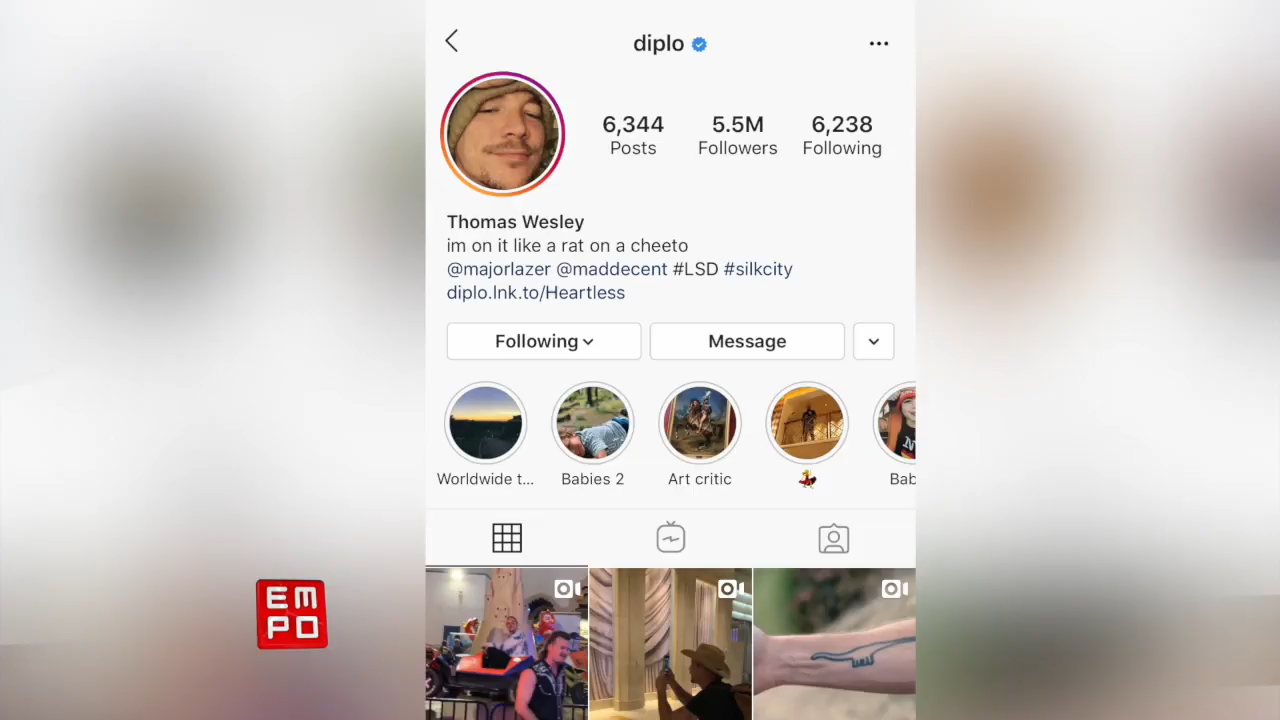 diplo
6,344 5.5M 6,238
Posts Followers Following
Thomas Wesley
im on it like a rat on a cheeto
@majorlazer @maddecent #LSD #silkcity
diplo.lnk.to/Heartless
Following Message
Worldwide t... Babies 2 Art critic Bab
EM
PO